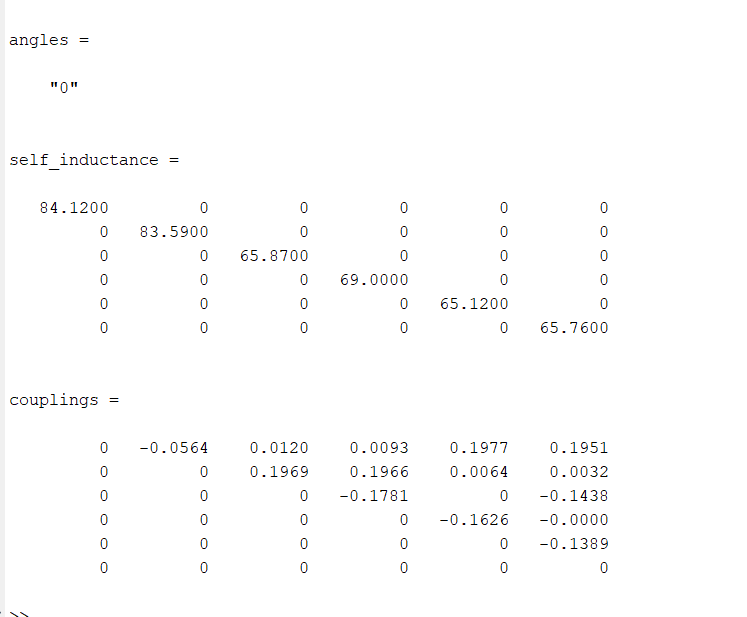 angles =
"0"
self_inductance =
84.1200 0 0 0 0 0
0 83.5900 0 0 0 0
0 0 65.8700 0 0 0
0 0 0 69.0000 0 0
0 0 0 0 65.1200 0
0 0 0 0 0 65.7600
couplings =
0 -0.0564 0.0120 0.0093 0.1977 0.1951
0 0 0.1969 0.1966 0.0064 0.0032
0 0 0 -0.1781 0 -0.1438
0 0 0 0 -0.1626 -0.0000
0 0 0 0 0 -0.1389
0 0 0 0 0 0
>>